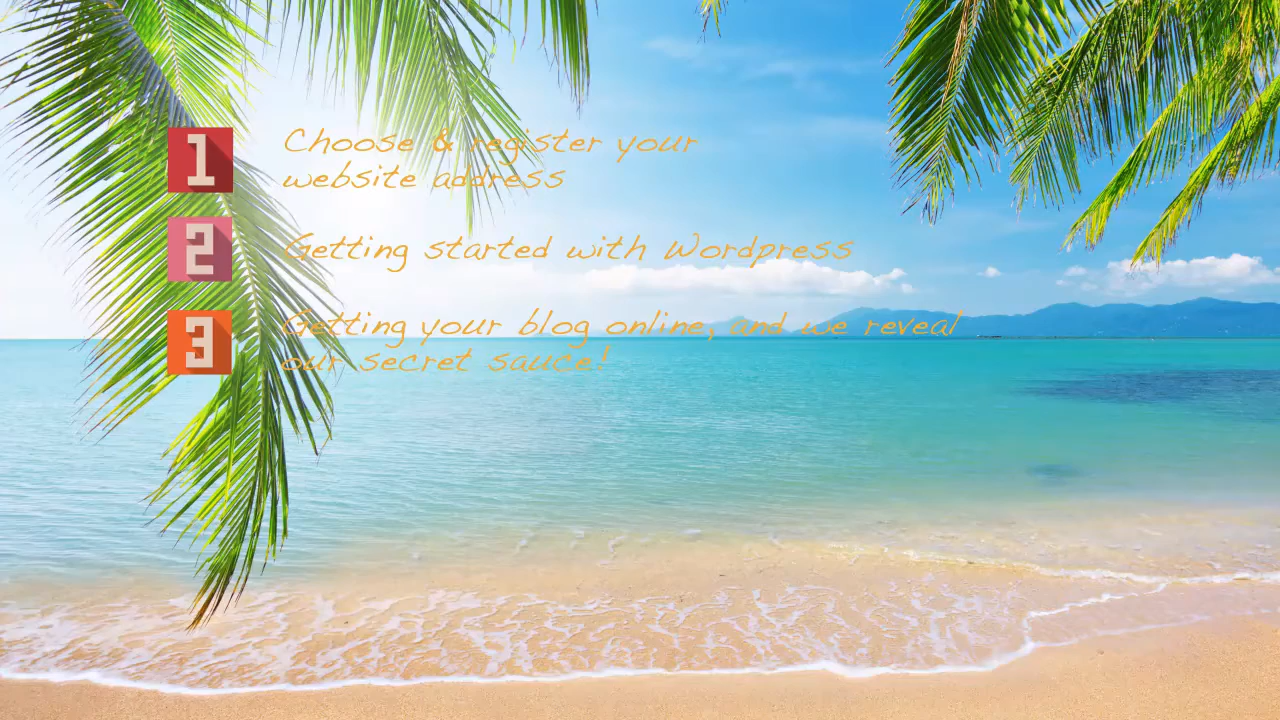 1
Choose & register your
website address
2
Getting started with Wordpress
3
Getting your blog online, and we reveal
our secret sauce!